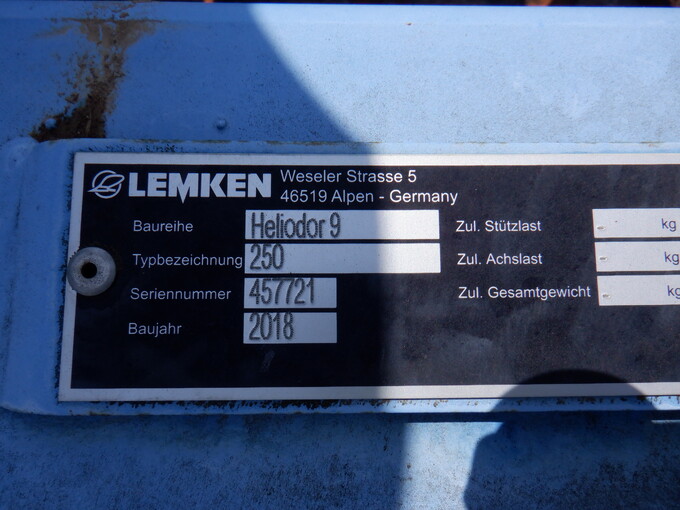 LEMKEN Weseler Strasse 5
46519 Alpen - Germany
Baureihe Heliodor 9 Zul. Stützlast - kg
Typbezeichnung 250 Zul. Achslast - kg
Seriennummer 457721 Zul. Gesamtgewicht - kg
Baujahr 2018